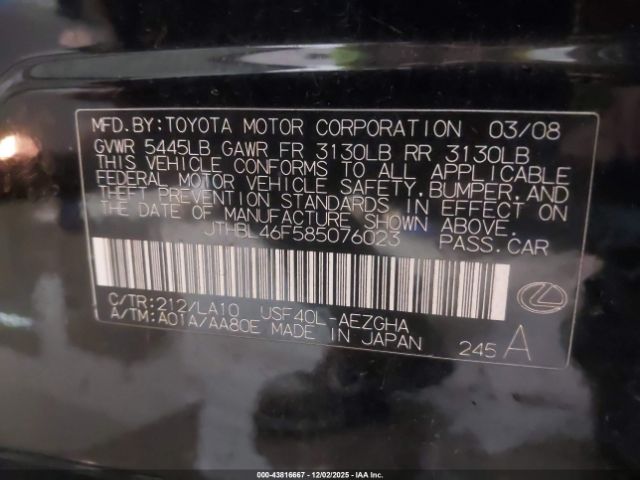 MFD.BY:TOYOTA MOTOR CORPORATION 03/08
GVWR 5445LB GAWR FR 3130LB RR 3130LB
THIS VEHICLE CONFORMS TO ALL APPLICABLE
FEDERAL MOTOR VEHICLE SAFETY.BUMPER,AND
THEFT PREVENTION STANDARDS IN EFFECT ON
THE DATE OF MANUFACTURE SHOWN ABOVE.
JTHBL46F585076023 PASS.CAR
C/TR:212/LA10 USF40L-AEZGHA
A/TM:A01A/AA80E MADE IN JAPAN 245 A
000-43816667 12/02/2025 - IAA Inc.